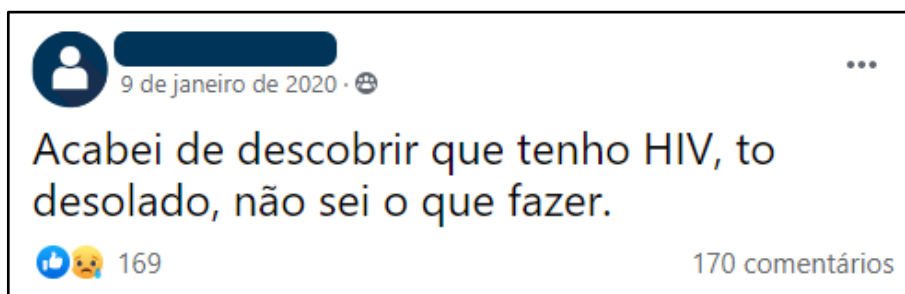 9 de janeiro de 2020 ·
Acabei de descobrir que tenho HIV, to
desolado, não sei o que fazer.
169
170 comentários